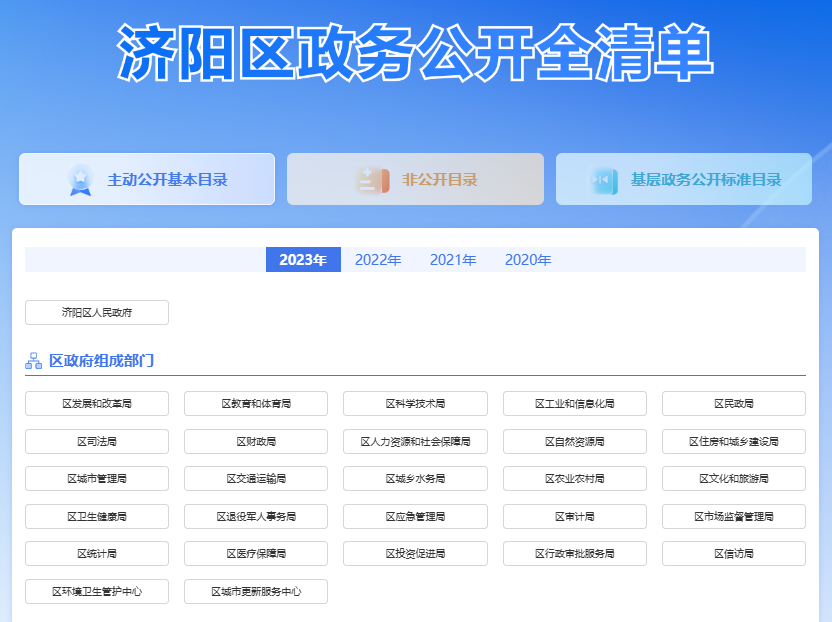 济阳区政务公开全清单
主动公开基本目录 非公开目录 基层政务公开标准目录
2023年 2022年 2021年 2020年
济阳区人民政府
区政府组成部门
区发展和改革局 区教育和体育局 区科学技术局 区工业和信息化局 区民政局
区司法局 区财政局 区人力资源和社会保障局 区自然资源局 区住房和城乡建设局
区城市管理局 区交通运输局 区城乡水务局 区农业农村局 区文化和旅游局
区卫生健康局 区退役军人事务局 区应急管理局 区审计局 区市场监督管理局
区统计局 区医疗保障局 区投资促进局 区行政审批服务局 区信访局
区环境卫生管护中心 区城市更新服务中心